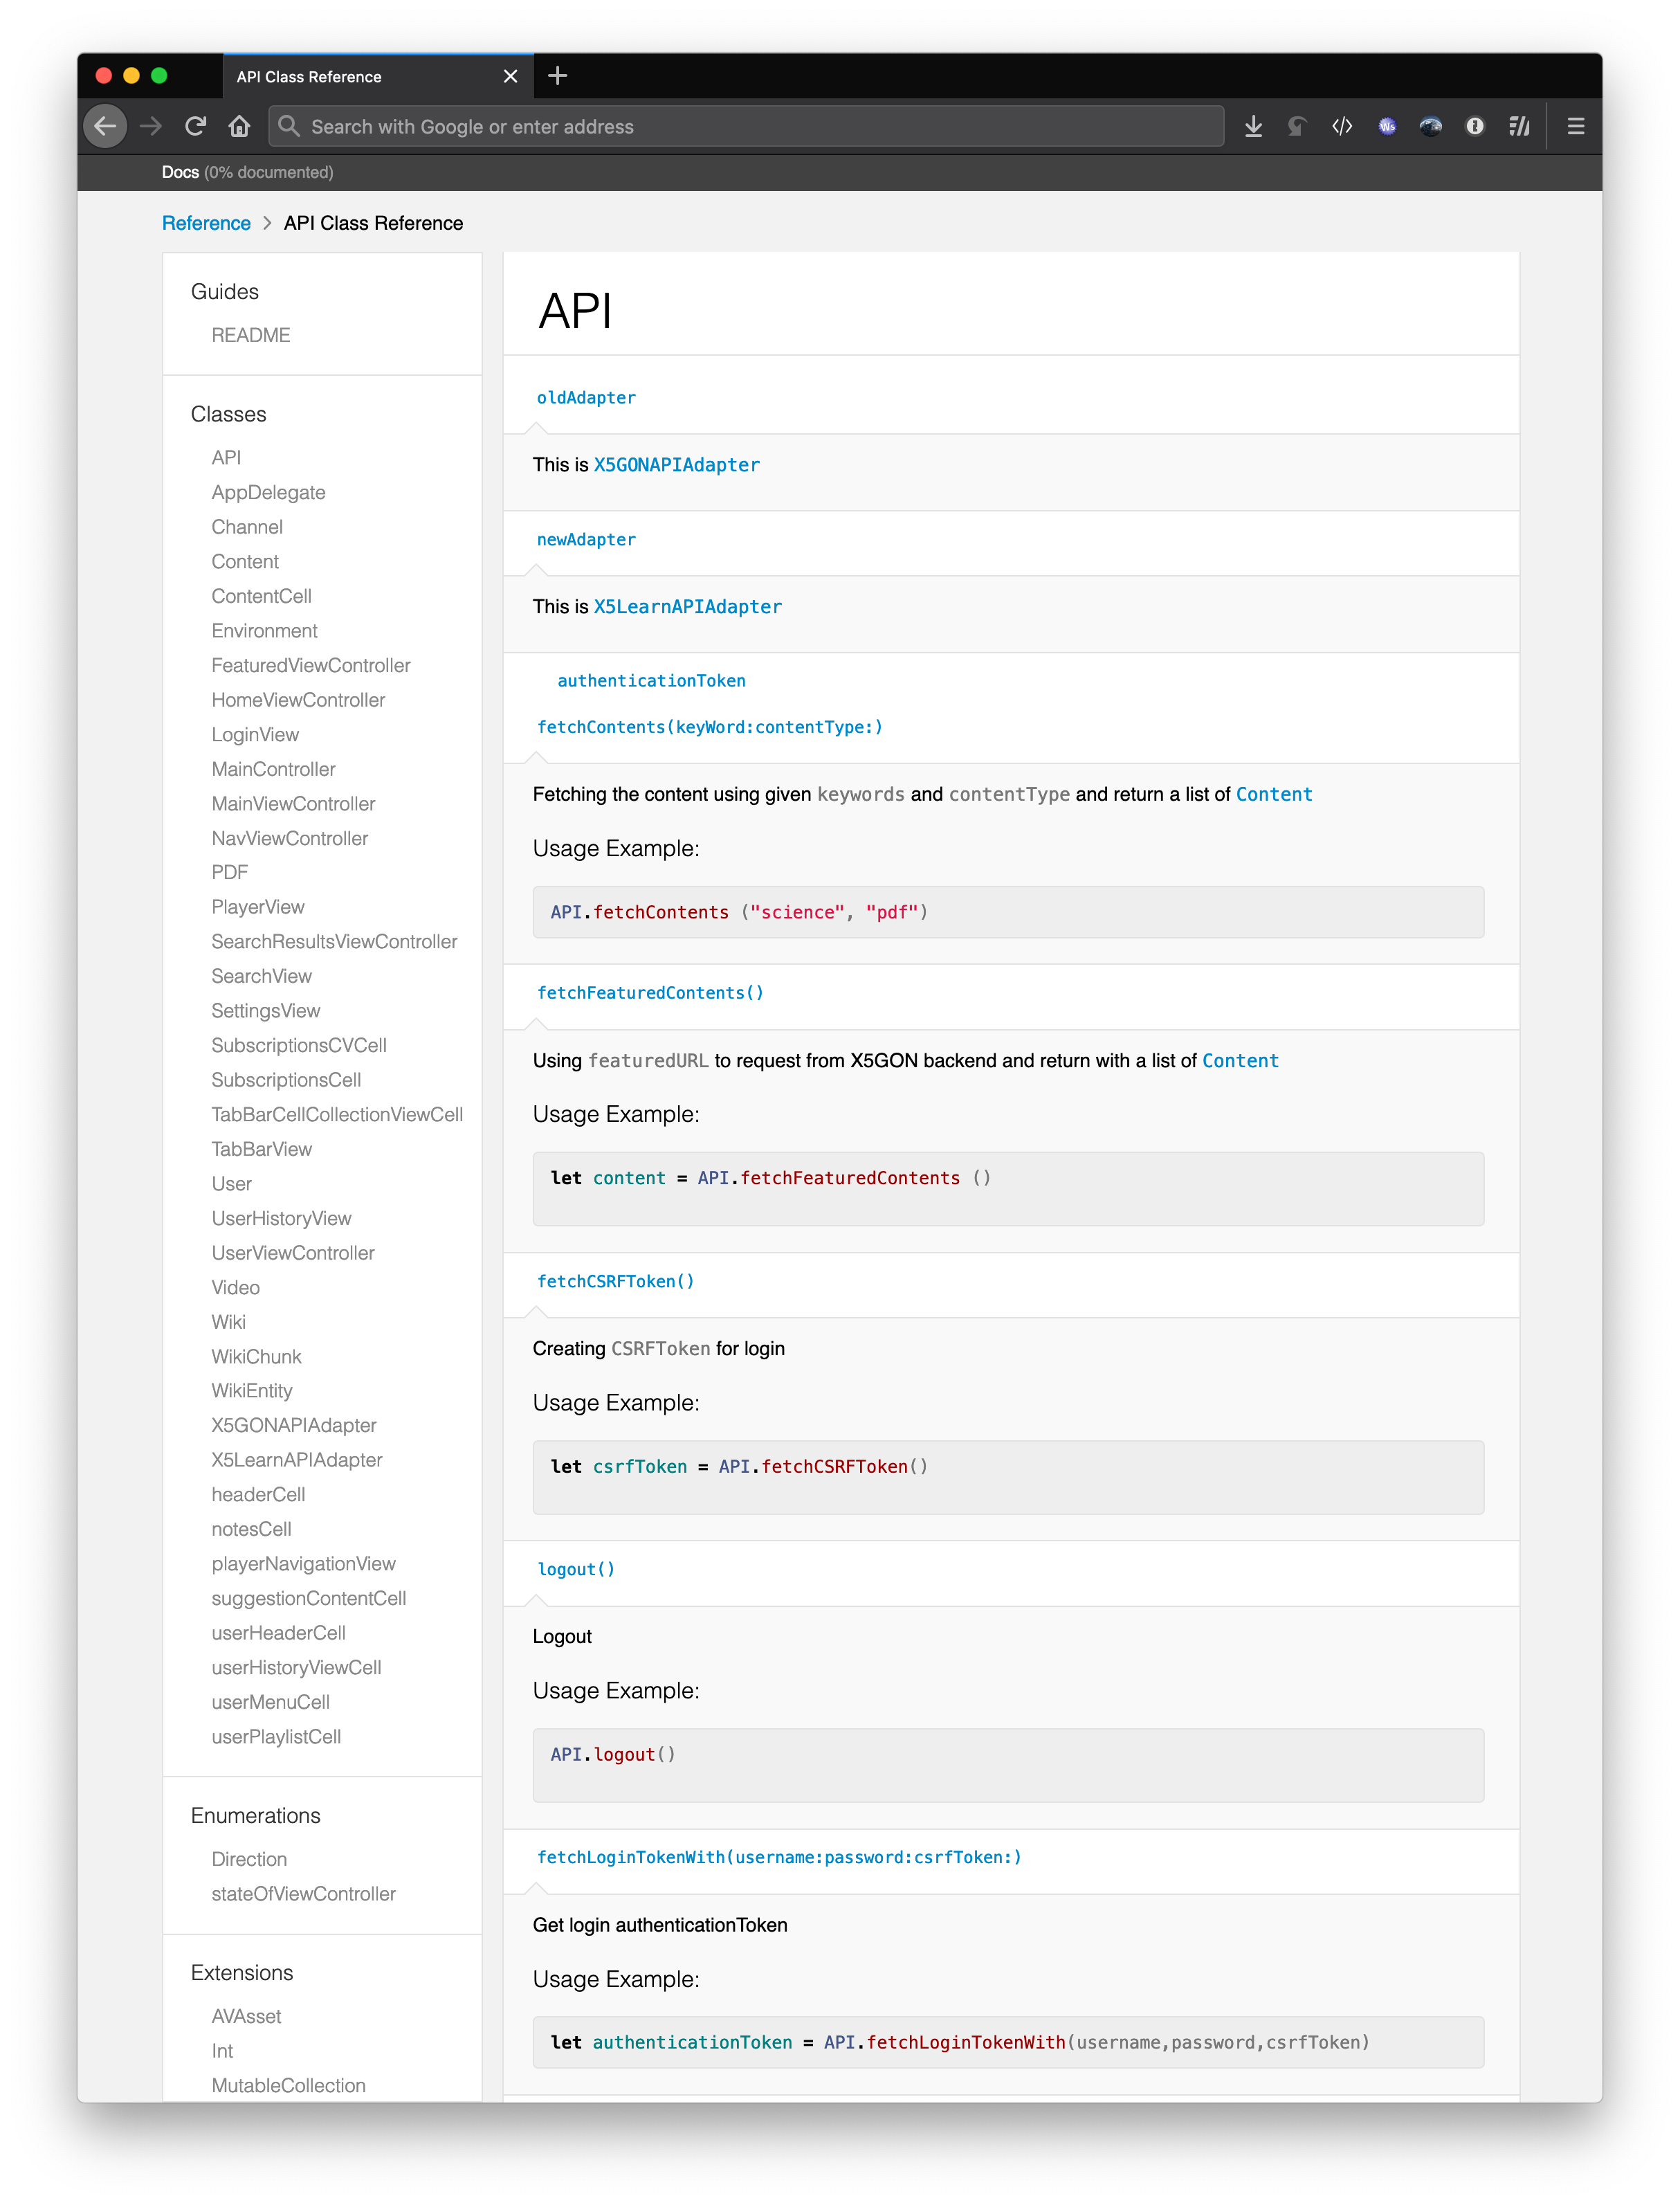 API Class Reference
Search with Google or enter address
Ws
Docs (0% documented)
Reference > API Class Reference
Guides
README
Classes
API
AppDelegate
Channel
Content
ContentCell
Environment
FeaturedViewController
HomeViewController
LoginView
MainController
MainViewController
NavViewController
PDF
PlayerView
SearchResultsViewController
SearchView
SettingsView
SubscriptionsCVCell
SubscriptionsCell
TabBarCellCollectionViewCell
TabBarView
User
UserHistoryView
UserViewController
Video
Wiki
WikiChunk
WikiEntity
X5GONAPIAdapter
X5LearnAPIAdapter
headerCell
notesCell
playerNavigationView
suggestionContentCell
userHeaderCell
userHistoryViewCell
userMenuCell
userPlaylistCell
Enumerations
Direction
stateOfViewController
Extensions
AVAsset
Int
MutableCollection
API
oldAdapter
This is X5GONAPIAdapter
newAdapter
This is X5LearnAPIAdapter
authenticationToken
fetchContents(keyWord:contentType:)
Fetching the content using given keywords and contentType and return a list of Content
Usage Example:
API.fetchContents ("science", "pdf")
fetchFeaturedContents()
Using featuredURL to request from X5GON backend and return with a list of Content
Usage Example:
let content = API.fetchFeaturedContents ()
fetchCSRFToken()
Creating CSRFToken for login
Usage Example:
let csrfToken = API.fetchCSRFToken()
logout()
Logout
Usage Example:
API.logout()
fetchLoginTokenWith(username:password:csrfToken:)
Get login authenticationToken
Usage Example:
let authenticationToken = API.fetchLoginTokenWith(username,password,csrfToken)